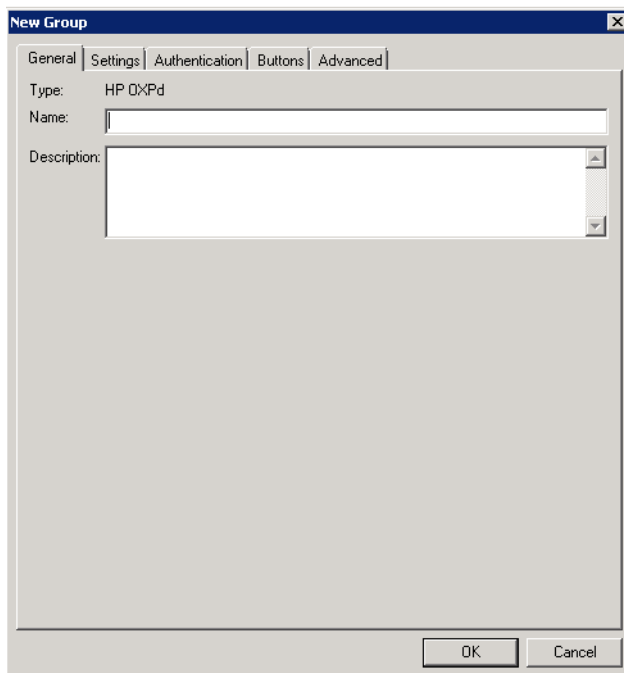 New Group
General Settings Authentication Buttons Advanced
Type: HP OXPd
Name:
Description:
OK Cancel